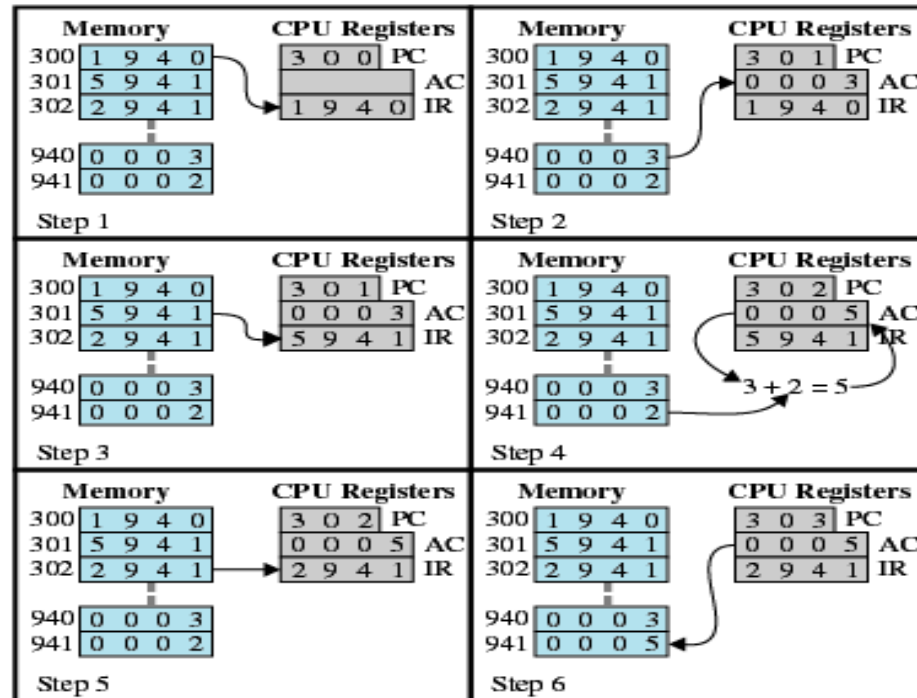 Memory CPU Registers
300 1 9 4 0 3 0 0 PC
301 5 9 4 1 AC
302 2 9 4 1 1 9 4 0 IR
940 0 0 0 3
941 0 0 0 2
Step 1
Memory CPU Registers
300 1 9 4 0 3 0 1 PC
301 5 9 4 1 0 0 0 3 AC
302 2 9 4 1 1 9 4 0 IR
940 0 0 0 3
941 0 0 0 2
Step 2
Memory CPU Registers
300 1 9 4 0 3 0 1 PC
301 5 9 4 1 0 0 0 3 AC
302 2 9 4 1 5 9 4 1 IR
940 0 0 0 3
941 0 0 0 2
Step 3
Memory CPU Registers
300 1 9 4 0 3 0 2 PC
301 5 9 4 1 0 0 0 5 AC
302 2 9 4 1 5 9 4 1 IR
940 0 0 0 3 3 + 2 = 5
941 0 0 0 2
Step 4
Memory CPU Registers
300 1 9 4 0 3 0 2 PC
301 5 9 4 1 0 0 0 5 AC
302 2 9 4 1 2 9 4 1 IR
940 0 0 0 3
941 0 0 0 2
Step 5
Memory CPU Registers
300 1 9 4 0 3 0 3 PC
301 5 9 4 1 0 0 0 5 AC
302 2 9 4 1 2 9 4 1 IR
940 0 0 0 3
941 0 0 0 5
Step 6